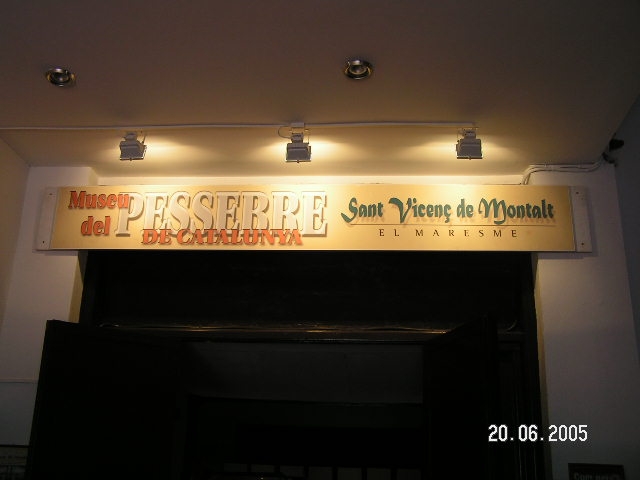 Museu
del
PESSEBRE
DE CATALUNYA
Sant Vicenç de Montalt
EL MARESME
20.06.2005